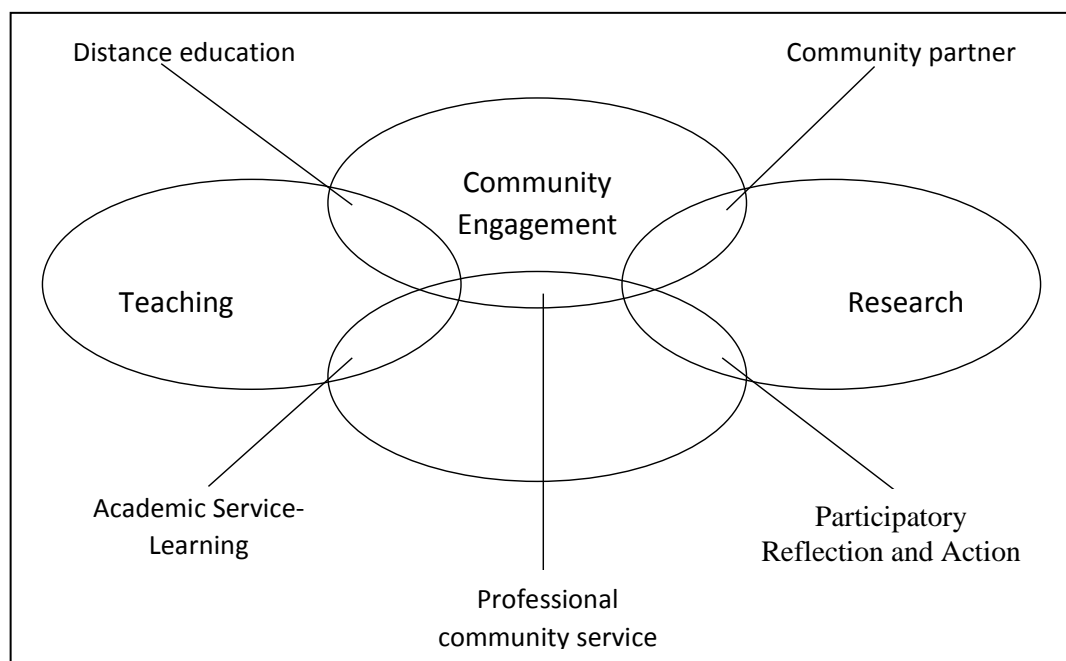 Distance education
Community partner
Community
Engagement
Teaching
Research
Academic Service-
Learning
Participatory
Reflection and Action
Professional
community service